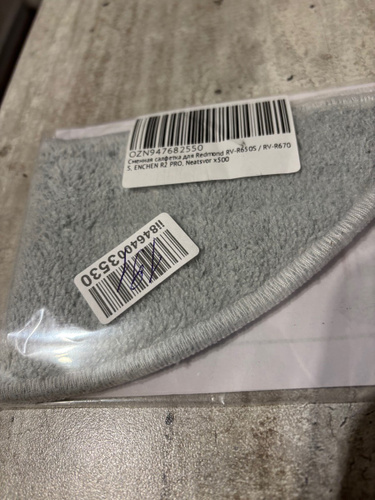 OZN947682550
Сменная салфетка для Redmond RV-R650S / RV-R670
S, ENCHEN R2 PRO, Neatsvor x500
ii8464003530